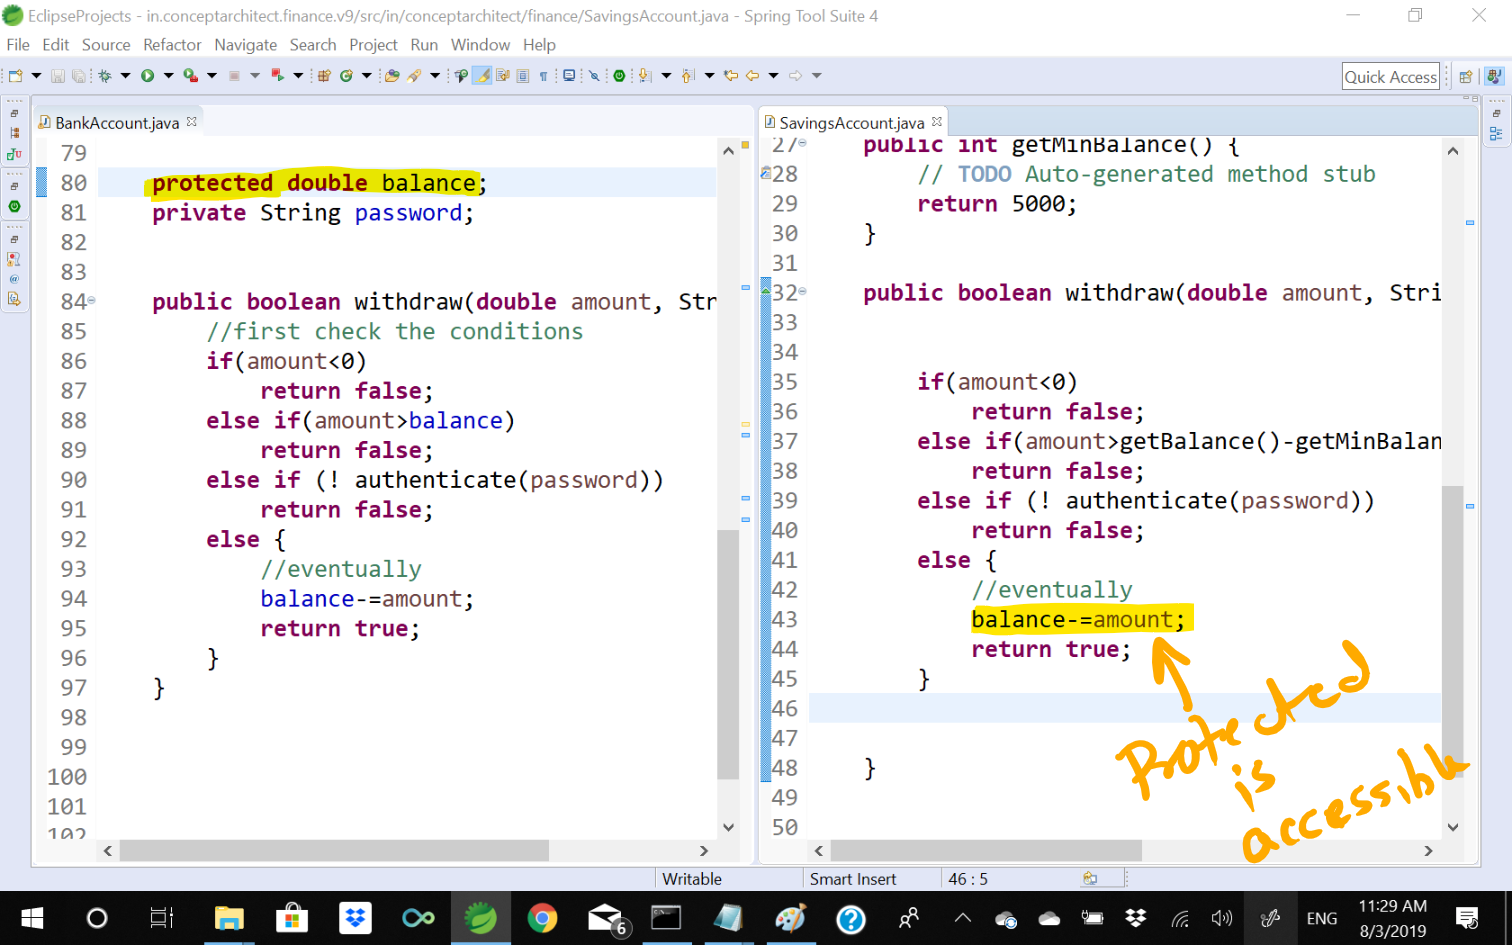 EclipseProjects - in.conceptarchitect.finance.v9/src/in/conceptarchitect/finance/SavingsAccount.java - Spring Tool Suite 4
File Edit Source Refactor Navigate Search Project Run Window Help
Quick Access
BankAccount.java
79
80 protected double balance;
81 private String password;
82
83
84 public boolean withdraw(double amount, Str
85 //first check the conditions
86 if(amount<0)
87 return false;
88 else if(amount>balance)
89 return false;
90 else if (! authenticate(password))
91 return false;
92 else {
93 //eventually
94 balance-=amount;
95 return true;
96 }
97 }
98
99
100
101
102
SavingsAccount.java
27 public int getMinBalance() {
28 // TODO Auto-generated method stub
29 return 5000;
30 }
31
32 public boolean withdraw(double amount, Stri
33
34
35 if(amount<0)
36 return false;
37 else if(amount>getBalance()-getMinBalan
38 return false;
39 else if (! authenticate(password))
40 return false;
41 else {
42 //eventually
43 balance-=amount;
44 return true;
45 }
46
47
48 }
49
50
Protected
is
accessible
Writable Smart Insert 46 : 5
6
ENG
11:29 AM
8/3/2019